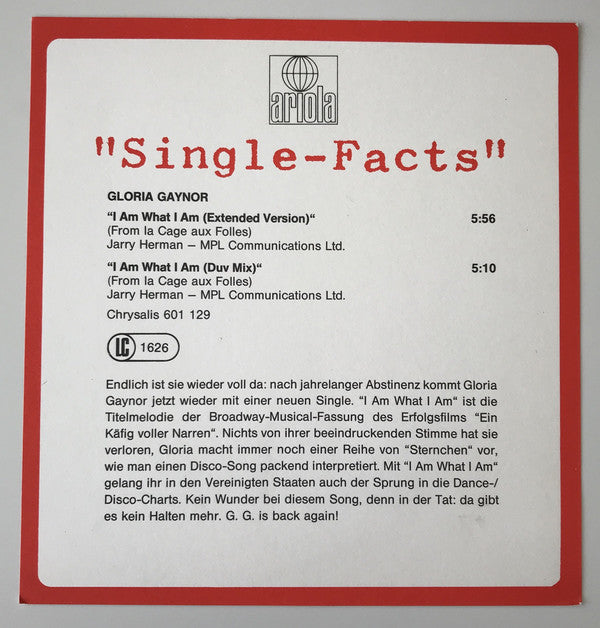 ariola
"Single-Facts"
GLORIA GAYNOR
“I Am What I Am (Extended Version)“ 5:56
(From la Cage aux Folles)
Jarry Herman – MPL Communications Ltd.
“I Am What I Am (Duv Mix)“ 5:10
(From la Cage aux Folles)
Jarry Herman – MPL Communications Ltd.
Chrysalis 601 129
LC 1626
Endlich ist sie wieder voll da: nach jahrelanger Abstinenz kommt Gloria
Gaynor jetzt wieder mit einer neuen Single. “I Am What I Am“ ist die
Titelmelodie der Broadway-Musical-Fassung des Erfolgsfilms “Ein
Käfig voller Narren“. Nichts von ihrer beeindruckenden Stimme hat sie
verloren, Gloria macht immer noch einer Reihe von “Sternchen“ vor,
wie man einen Disco-Song packend interpretiert. Mit “I Am What I Am“
gelang ihr in den Vereinigten Staaten auch der Sprung in die Dance-/
Disco-Charts. Kein Wunder bei diesem Song, denn in der Tat: da gibt
es kein Halten mehr. G. G. is back again!